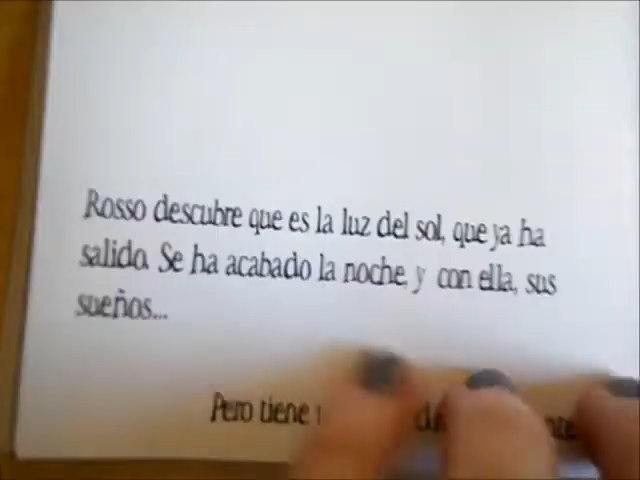 Rosso descubre que es la luz del sol, que ya ha
salido. Se ha acabado la noche, y con ella, sus
sueños...
Pero tiene